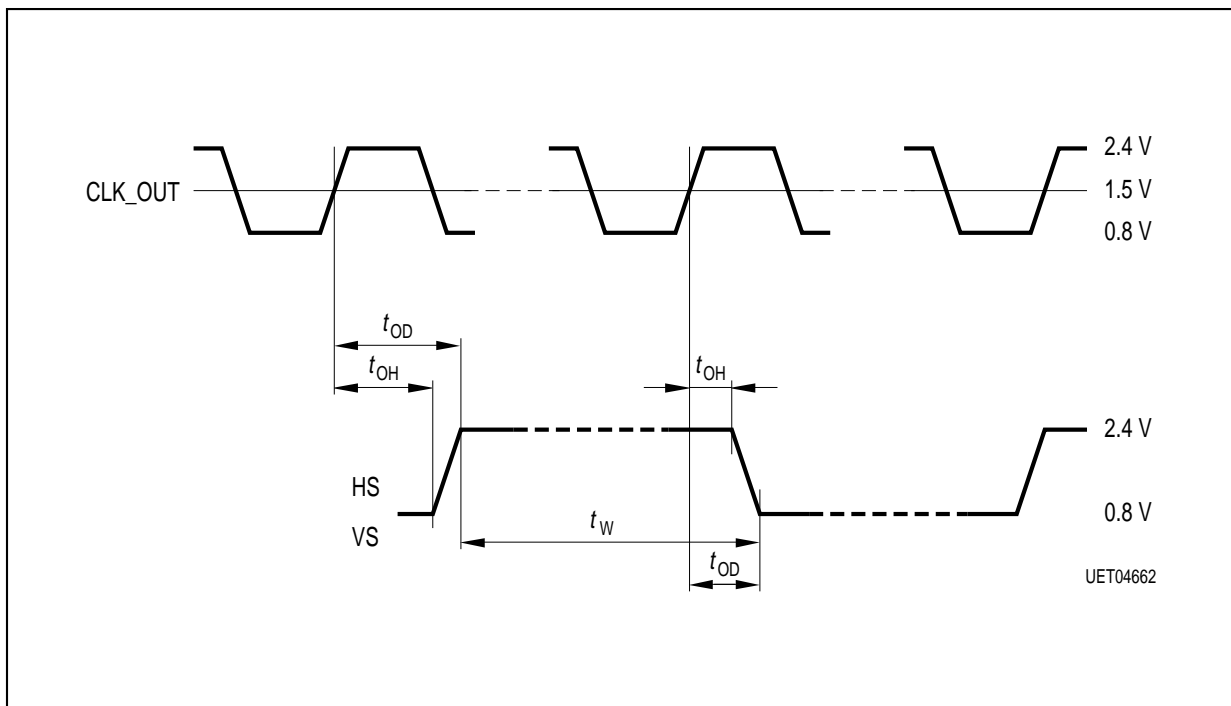 2.4 V
CLK_OUT
1.5 V
0.8 V
tOD
tOH
tOH
2.4 V
HS
VS
0.8 V
tW
tOD
UET04662